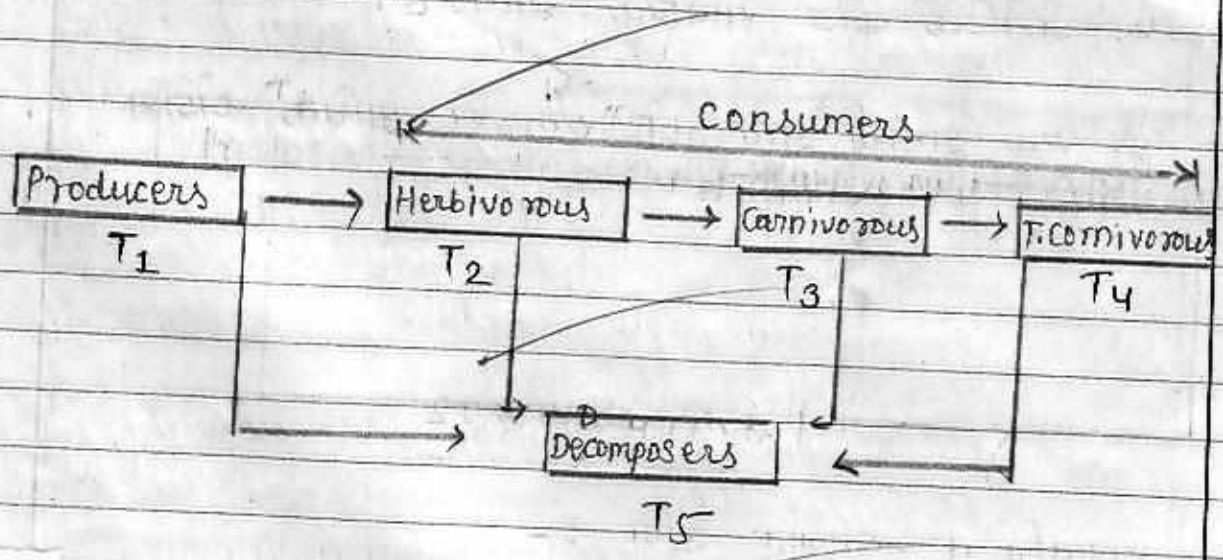 Consumers
Producers → Herbivorous → Carnivorous → T.Carnivorous
T1 T2 T3 T4
Decomposers
T5